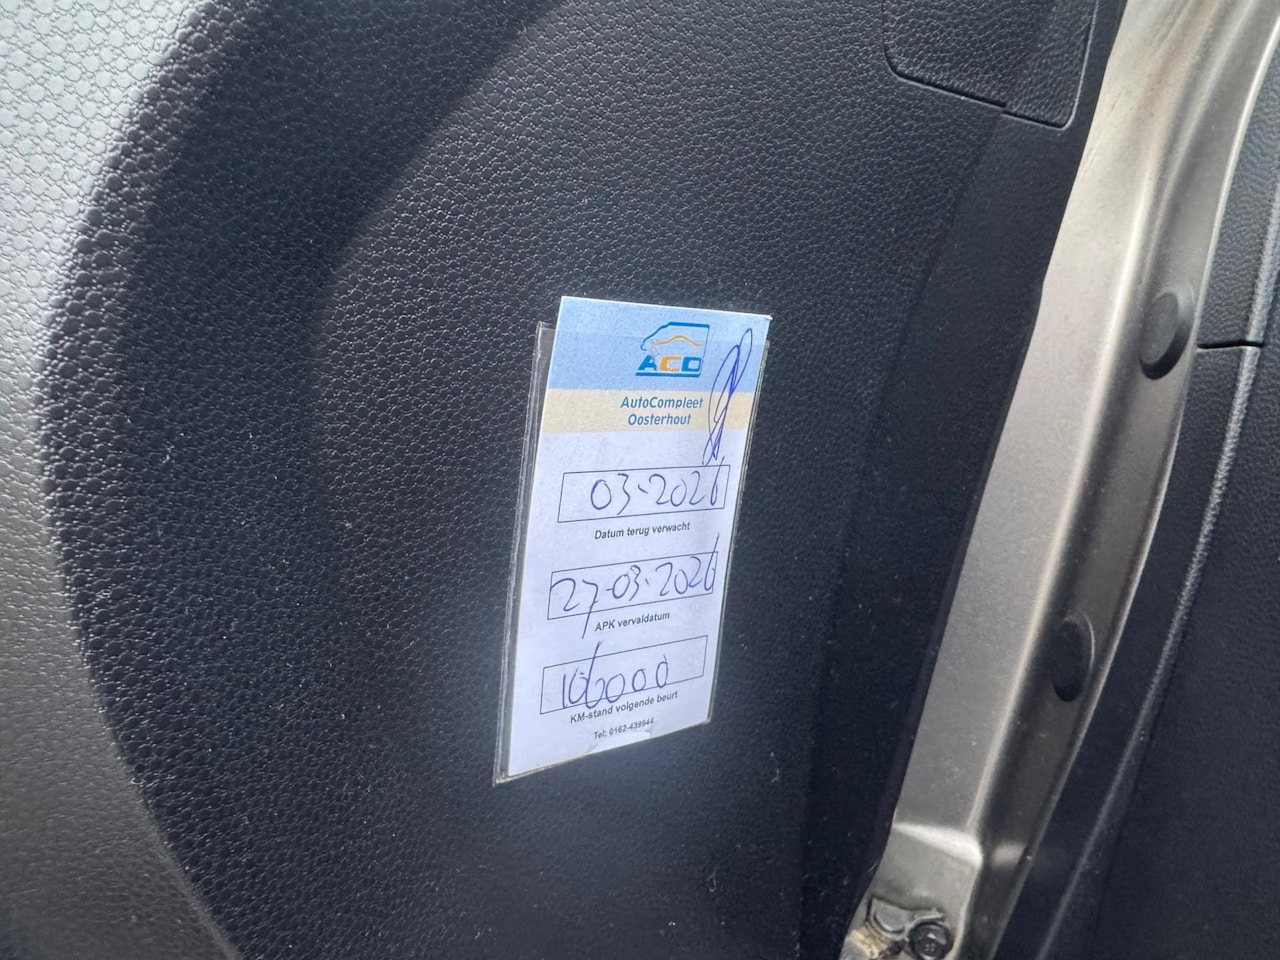 ACO
AutoCompleet
Oosterhout
03-2026
Datum terug verwacht
27-03-2026
APK vervaldatum
106000
KM-stand volgende beurt
Tel: 0162-439944